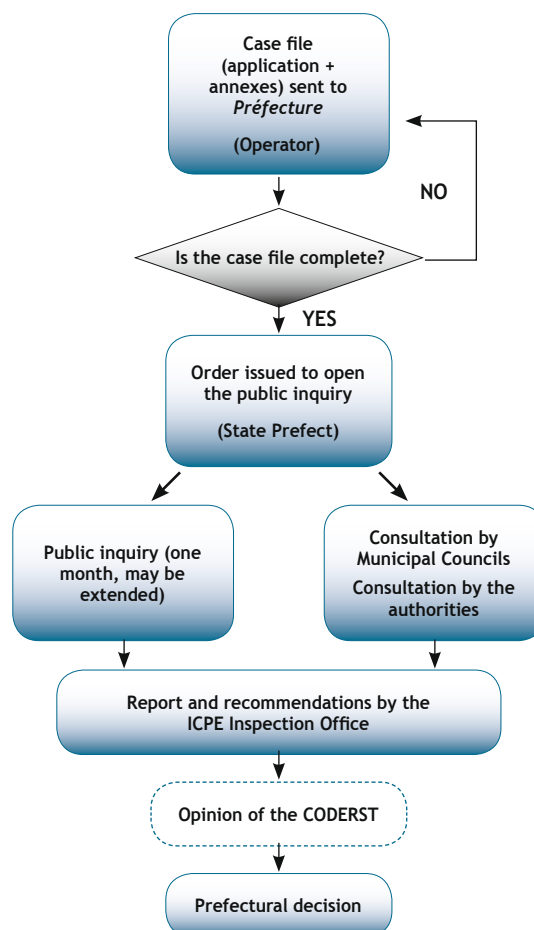 Case file
(application +
annexes) sent to
Préfecture
(Operator)
NO
Is the case file complete?
YES
Order issued to open
the public inquiry
(State Prefect)
Public inquiry (one
month, may be
extended)
Consultation by
Municipal Councils
Consultation by the
authorities
Report and recommendations by the
ICPE Inspection Office
Opinion of the CODERST
Prefectural decision